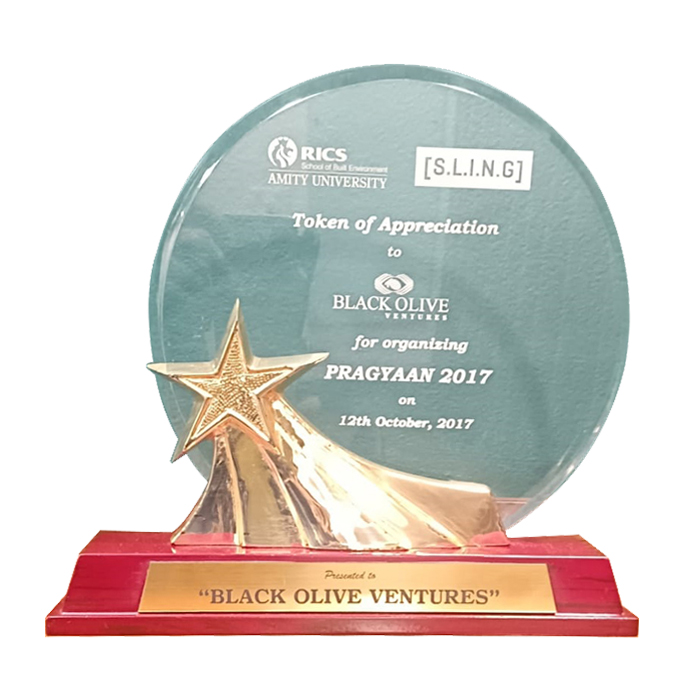 RICS
School of Built Environment
AMITY UNIVERSITY
[S.L.I.N.G]
Token of Appreciation
to
BLACK OLIVE
VENTURES
for organizing
PRAGYAAN 2017
on
12th October, 2017
Presented to
“BLACK OLIVE VENTURES”